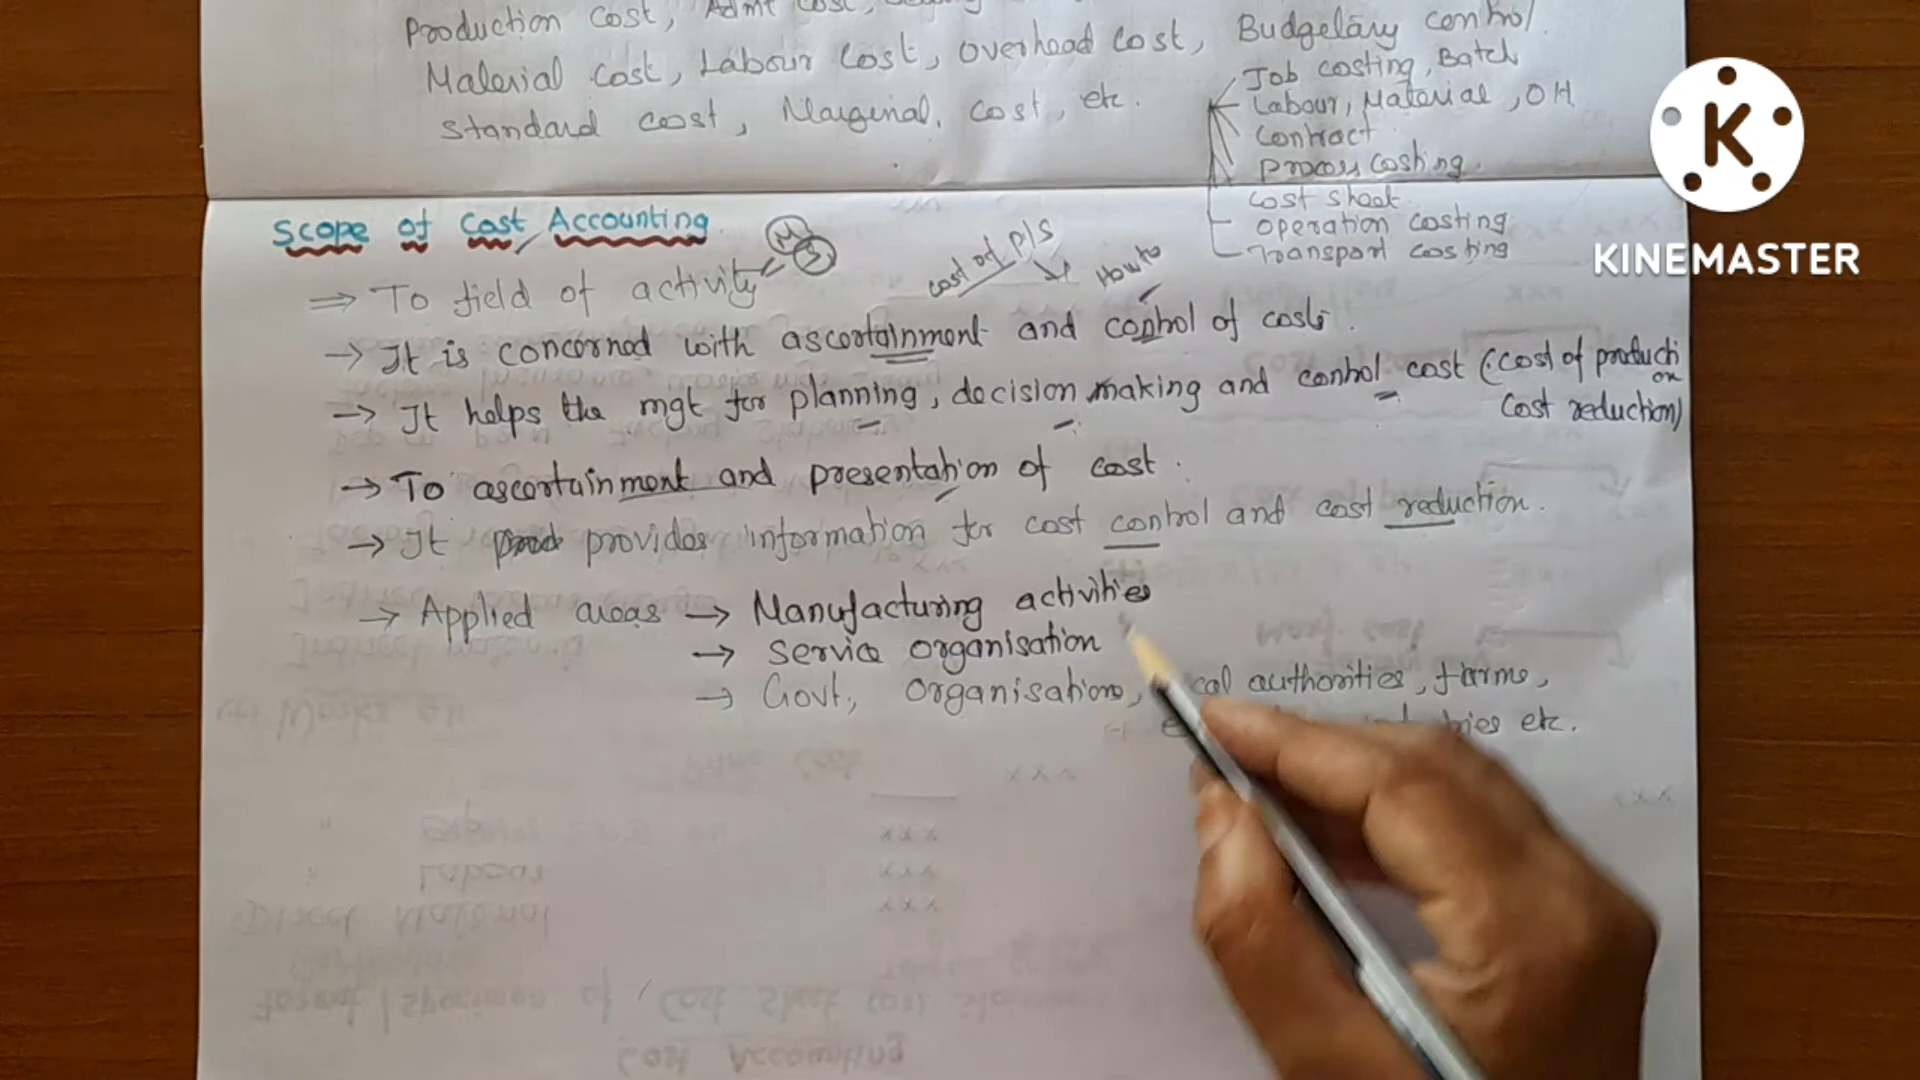 Production Cost, Admt Cost,
Material Cost, Labour Cost, Overhead Cost, Budgetary control
Standard cost, Marginal cost, etc.
Job costing, Batch
Labour, Material, OH
Contract
Process costing
Cost sheet
Operation costing
Transport costing
K
KINEMASTER
Scope of Cost Accounting
⇒ To field of activity
M
S
cost of P/S
How to
→ It is concerned with ascertainment and control of costs.
→ It helps the mgt for planning, decision making and control cost (cost of production
cost reduction)
→ To ascertainment and presentation of cost.
→ It provides information for cost control and cost reduction.
→ Applied areas → Manufacturing activities
→ Service organisation
→ Govt, organisations, authorities, farms,
etc.